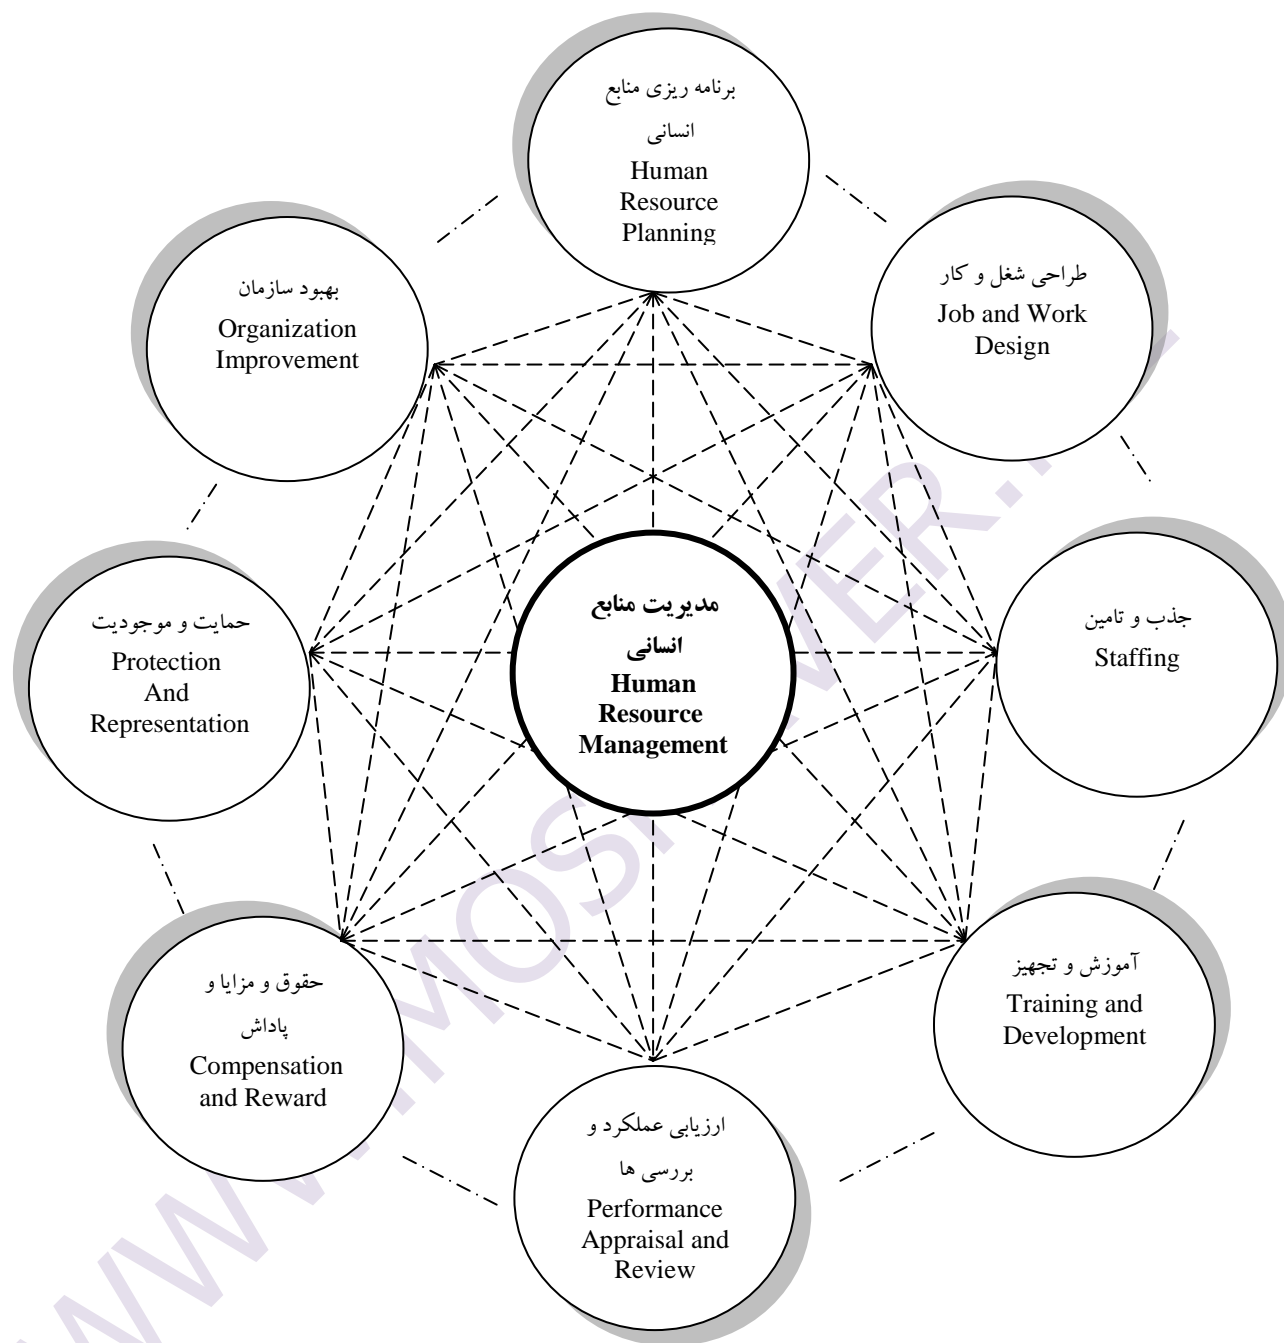 برنامه ریزی منابع
انسانی
Human
Resource
Planning
طراحی شغل و کار
Job and Work
Design
بهبود سازمان
Organization
Improvement
جذب و تامین
Staffing
مدیریت منابع
انسانی
Human
Resource
Management
حمایت و موجودیت
Protection
And
Representation
آموزش و تجهیز
Training and
Development
حقوق و مزایا و
پاداش
Compensation
and Reward
ارزیابی عملکرد و
بررسی ها
Performance
Appraisal and
Review